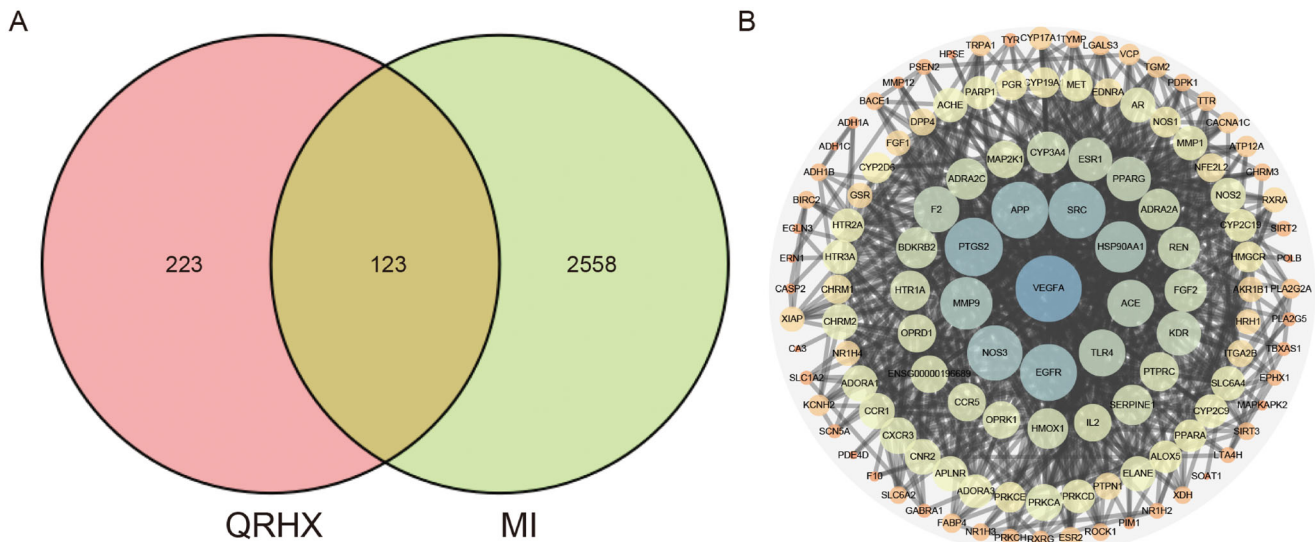 A
223
123
2558
QRHX
MI
B
TRPA1
TYR
CYP17A1
TYMP
LGALS3
VCP
TGM2
PDPK1
TTR
CACNA1C
ATP12A
CHRM3
RXRA
SIRT2
POLB
PLA2G2A
PLA2G5
TBXAS1
EPHX1
MAPKAPK2
SIRT3
LTA4H
SOAT1
XDH
NR1H2
PIM1
ROCK1
ESR2
RXRG
PRKCH
NR1H3
FABP4
GABRA1
SLC6A2
F10
PDE4D
SCN5A
KCNH2
SLC1A2
CA3
XIAP
CASP2
ERN1
EGLN3
BIRC2
ADH1B
ADH1C
ADH1A
BACE1
MMP12
PSEN2
HPSE
ACHE
PARP1
PGR
CYP19A
MET
EDNRA
AR
NOS1
MMP1
NFE2L2
NOS2
CYP2C19
HMGCR
AKR1B1
HRH1
ITGA2B
SLC6A4
CYP2C9
PPARA
ALOX5
ELANE
PTPN1
PRKCD
PRKCA
PRKCE
ADORA3
APLNR
CNR2
CXCR3
CCR1
ADORA1
NR1H4
CHRM2
CHRM1
HTR3A
HTR2A
GSR
CYP2D6
FGF1
DPP4
MAP2K1
CYP3A4
ESR1
PPARG
ADRA2A
REN
FGF2
KDR
PTPRC
SERPINE1
IL2
HMOX1
OPRK1
CCR5
ENSG00000196689
OPRD1
HTR1A
BDKRB2
F2
ADRA2C
APP
SRC
HSP90AA1
ACE
TLR4
EGFR
NOS3
MMP9
PTGS2
VEGFA